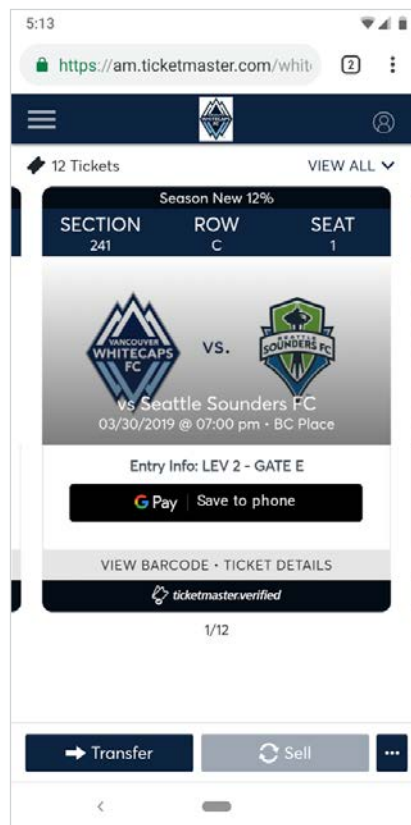 5:13
https://am.ticketmaster.com/whit
2
WHITECAPS
12 Tickets
VIEW ALL
Season New 12%
SECTION ROW SEAT
241 C 1
VANCOUVER
WHITECAPS
FC
VS.
SEATTLE
SOUNDERS FC
vs Seattle Sounders FC
03/30/2019 @ 07:00 pm • BC Place
Entry Info: LEV 2 - GATE E
G Pay | Save to phone
VIEW BARCODE • TICKET DETAILS
ticketmaster.verified
1/12
Transfer
Sell